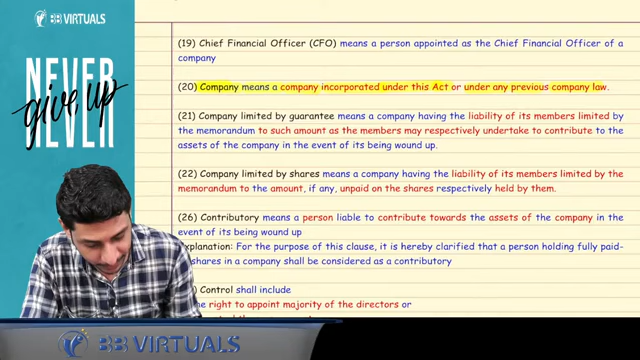 BB VIRTUALS
NEVER
give up
NEVER
(19) Chief Financial Officer (CFO) means a person appointed as the Chief Financial Officer of a
company
(20) Company means a company incorporated under this Act or under any previous company law.
(21) Company limited by guarantee means a company having the liability of its members limited by
the memorandum to such amount as the members may respectively undertake to contribute to the
assets of the company in the event of its being wound up.
(22) Company limited by shares means a company having the liability of its members limited by the
memorandum to the amount, if any, unpaid on the shares respectively held by them.
(26) Contributory means a person liable to contribute towards the assets of the company in the
event of its being wound up
Explanation: For the purpose of this clause, it is hereby clarified that a person holding fully paid-
shares in a company shall be considered as a contributory
) Control shall include
right to appoint majority of the directors or
BB VIRTUALS